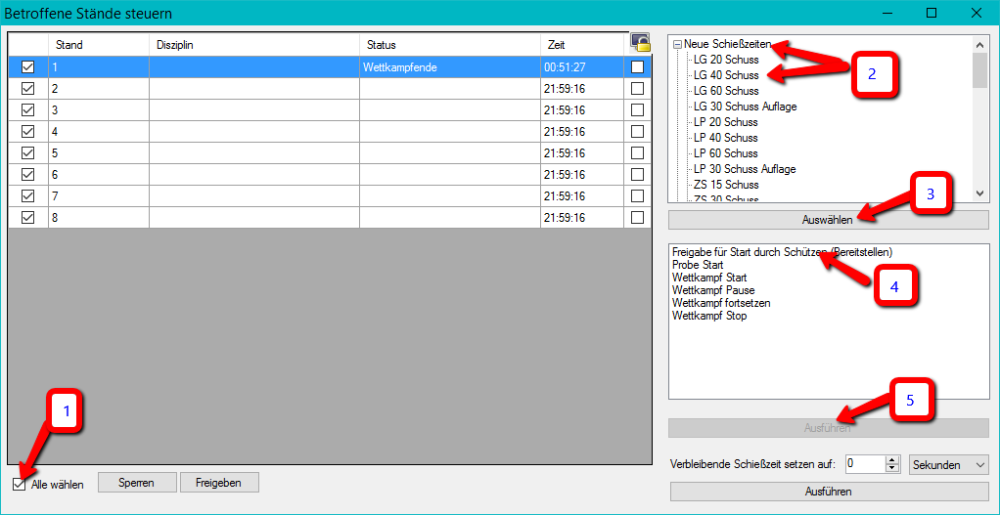 Betroffene Stände steuern
Stand Disziplin Status Zeit
1 Wettkampfende 00:51:27
2 21:59:16
3 21:59:16
4 21:59:16
5 21:59:16
6 21:59:16
7 21:59:16
8 21:59:16
1
Alle wählen Sperren Freigeben
Neue Schießzeiten
LG 20 Schuss
LG 40 Schuss
LG 60 Schuss
LG 30 Schuss Auflage
LP 20 Schuss
LP 40 Schuss
LP 60 Schuss
LP 30 Schuss Auflage
ZS 15 Schuss
ZS 30 Schuss
2
3
Auswählen
Freigabe für Start durch Schützen (Bereitstellen)
Probe Start
Wettkampf Start
Wettkampf Pause
Wettkampf fortsetzen
Wettkampf Stop
4
5
Ausführen
Verbleibende Schießzeit setzen auf: 0 Sekunden
Ausführen